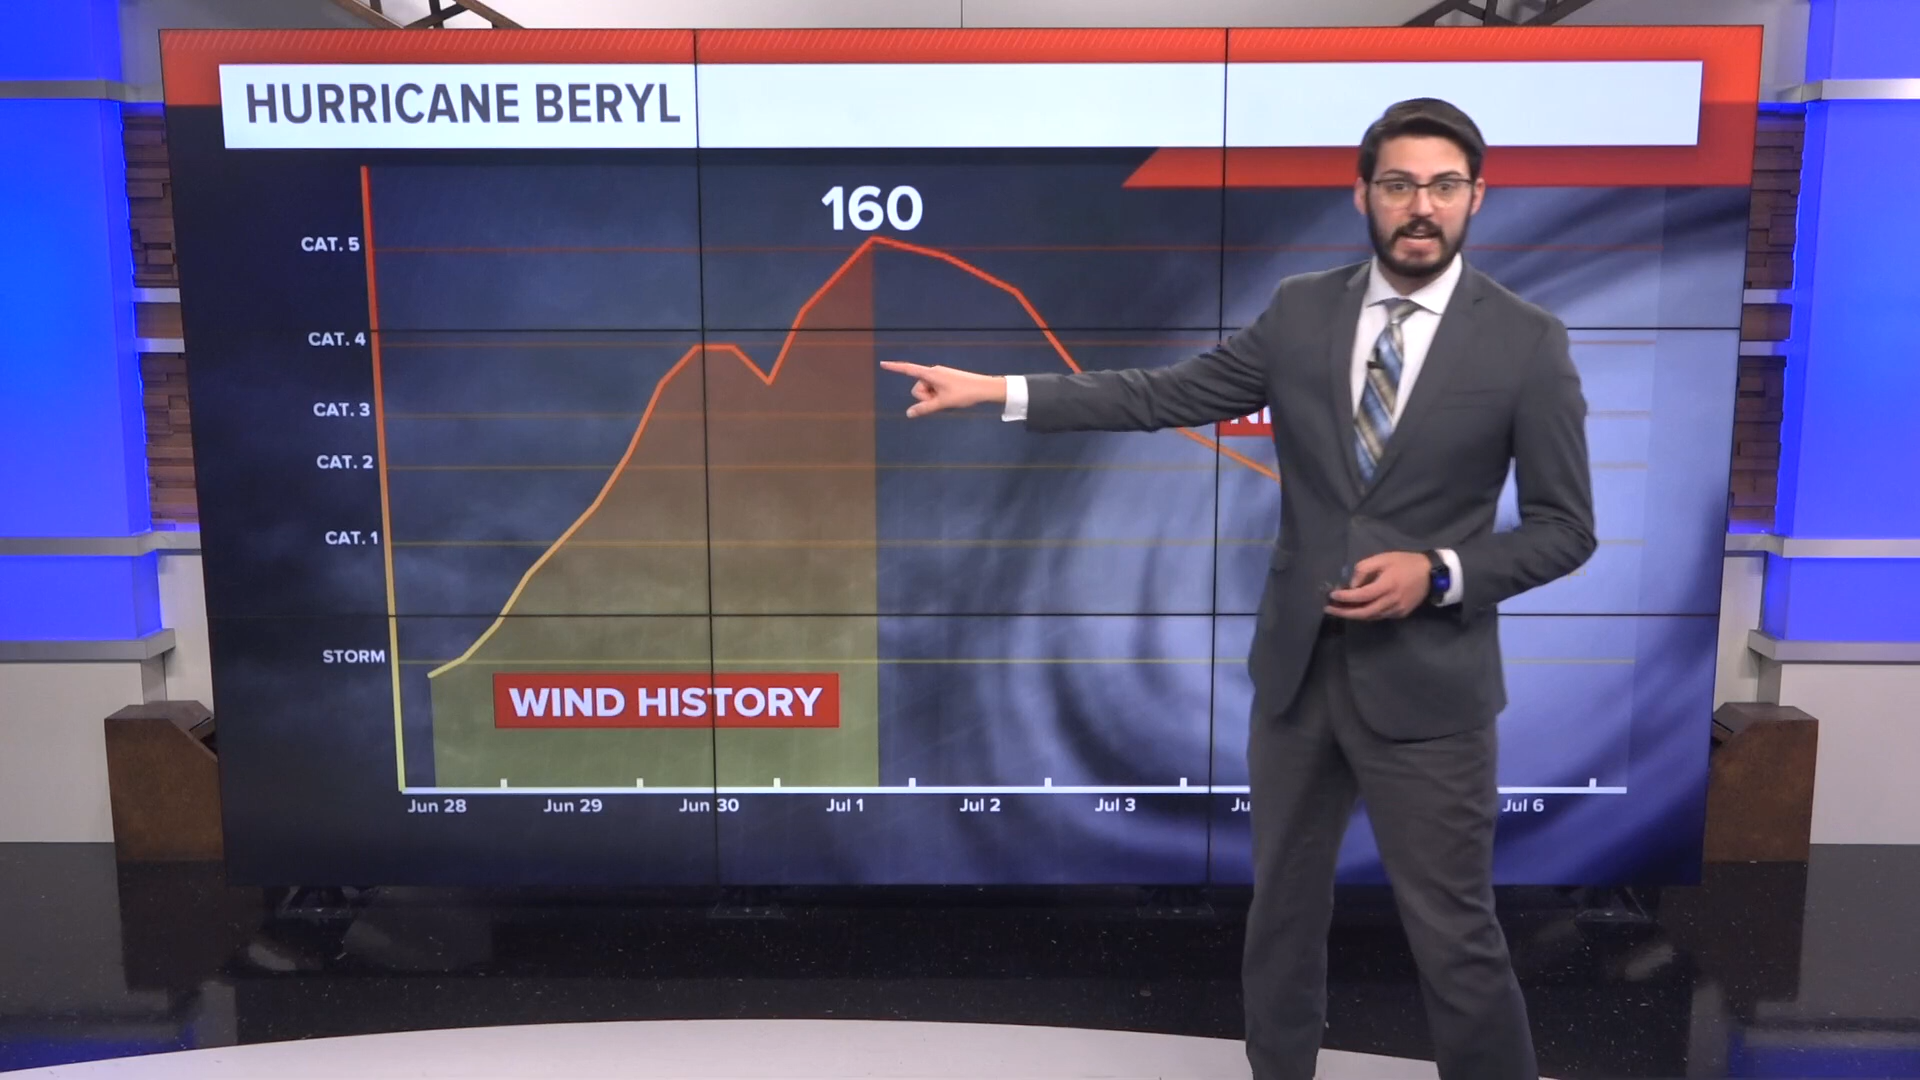 HURRICANE BERYL
160
CAT. 5
CAT. 4
CAT. 3
CAT. 2
CAT. 1
STORM
WIND HISTORY
Jun 28 Jun 29 Jun 30 Jul 1 Jul 2 Jul 3 Jul 6